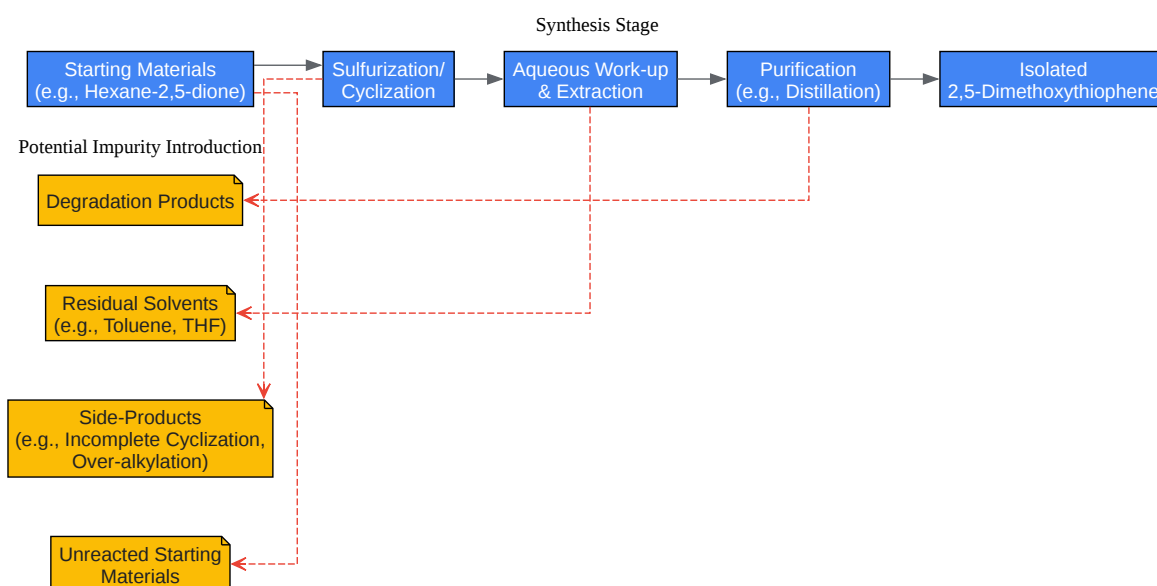 Synthesis Stage
Starting Materials
(e.g., Hexane-2,5-dione)
Sulfurization/
Cyclization
Aqueous Work-up
& Extraction
Purification
(e.g., Distillation)
Isolated
2,5-Dimethoxythiophene
Potential Impurity Introduction
Degradation Products
Residual Solvents
(e.g., Toluene, THF)
Side-Products
(e.g., Incomplete Cyclization,
Over-alkylation)
Unreacted Starting
Materials